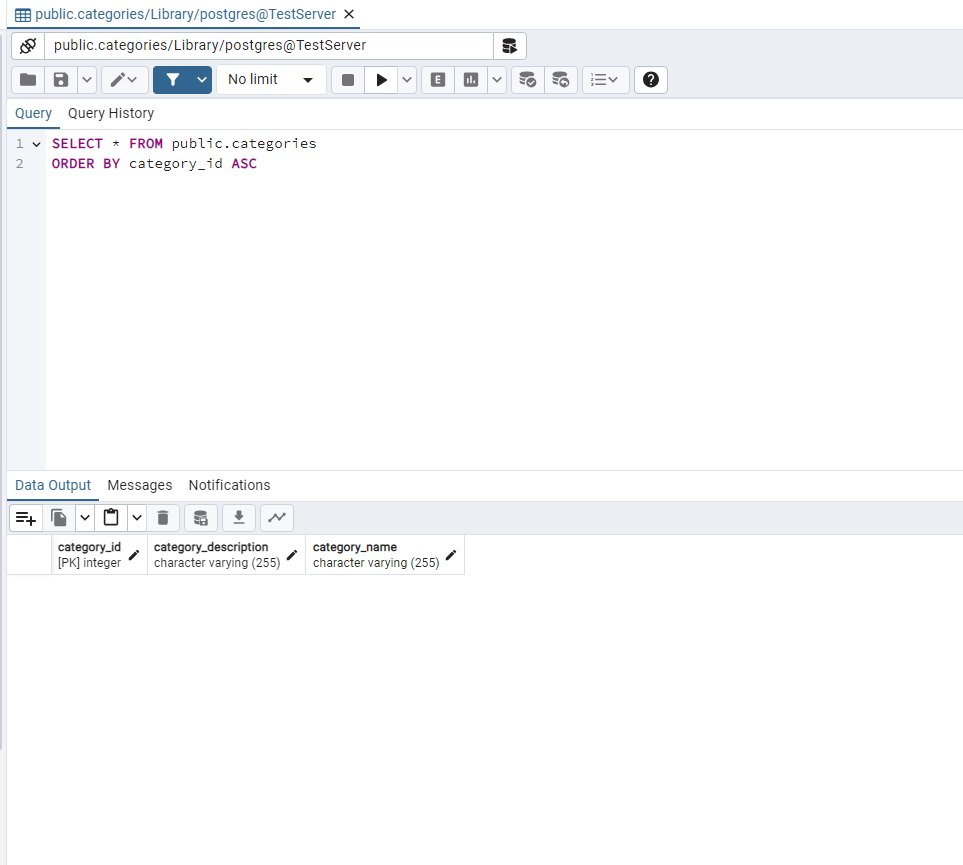 public.categories/Library/postgres@TestServer
public.categories/Library/postgres@TestServer
No limit
E
Query Query History
1 SELECT * FROM public.categories
2 ORDER BY category_id ASC
Data Output Messages Notifications
category_id category_description category_name
[PK] integer character varying (255) character varying (255)